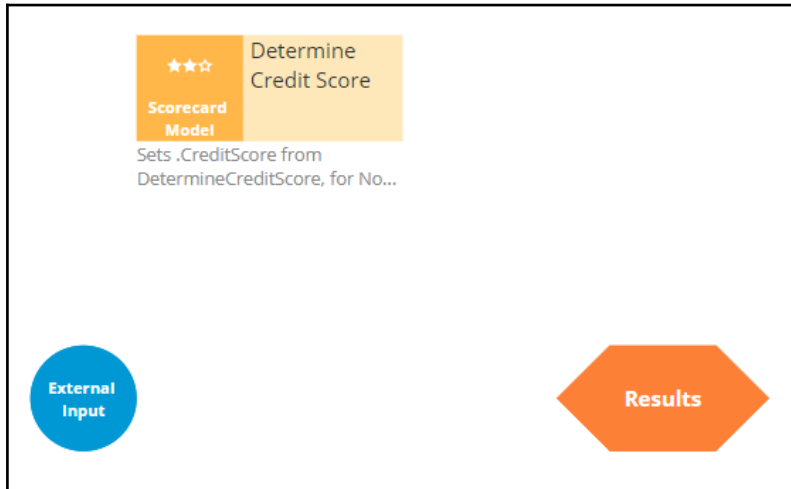 Determine
Credit Score
Scorecard
Model
Sets .CreditScore from
DetermineCreditScore, for No...
External
Input
Results